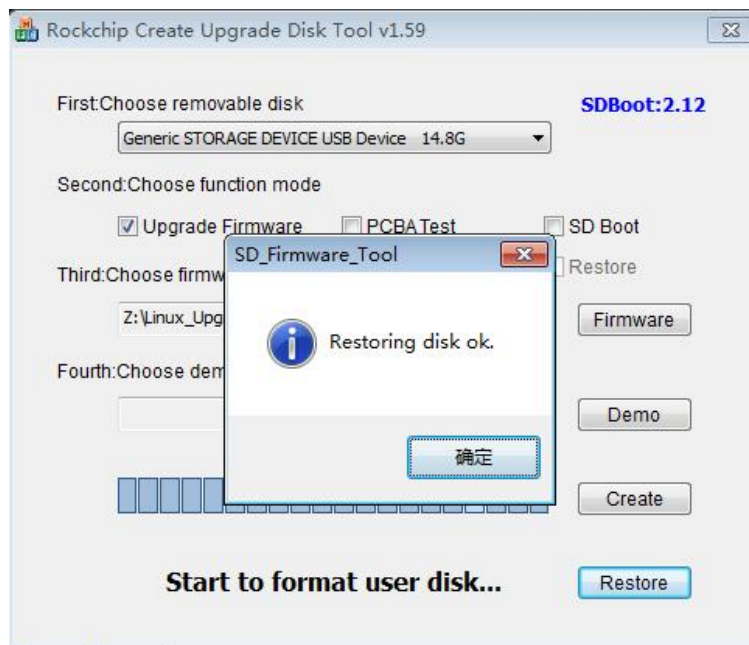 Rockchip Create Upgrade Disk Tool v1.59
First:Choose removable disk
SDBoot:2.12
Generic STORAGE DEVICE USB Device 14.8G
Second:Choose function mode
Upgrade Firmware
PCBA Test
SD Boot
SD_Firmware_Tool
Third:Choose firmw
Restore
Z:\Linux_Upg
Restoring disk ok.
Firmware
Fourth:Choose dem
Demo
确定
Create
Start to format user disk...
Restore